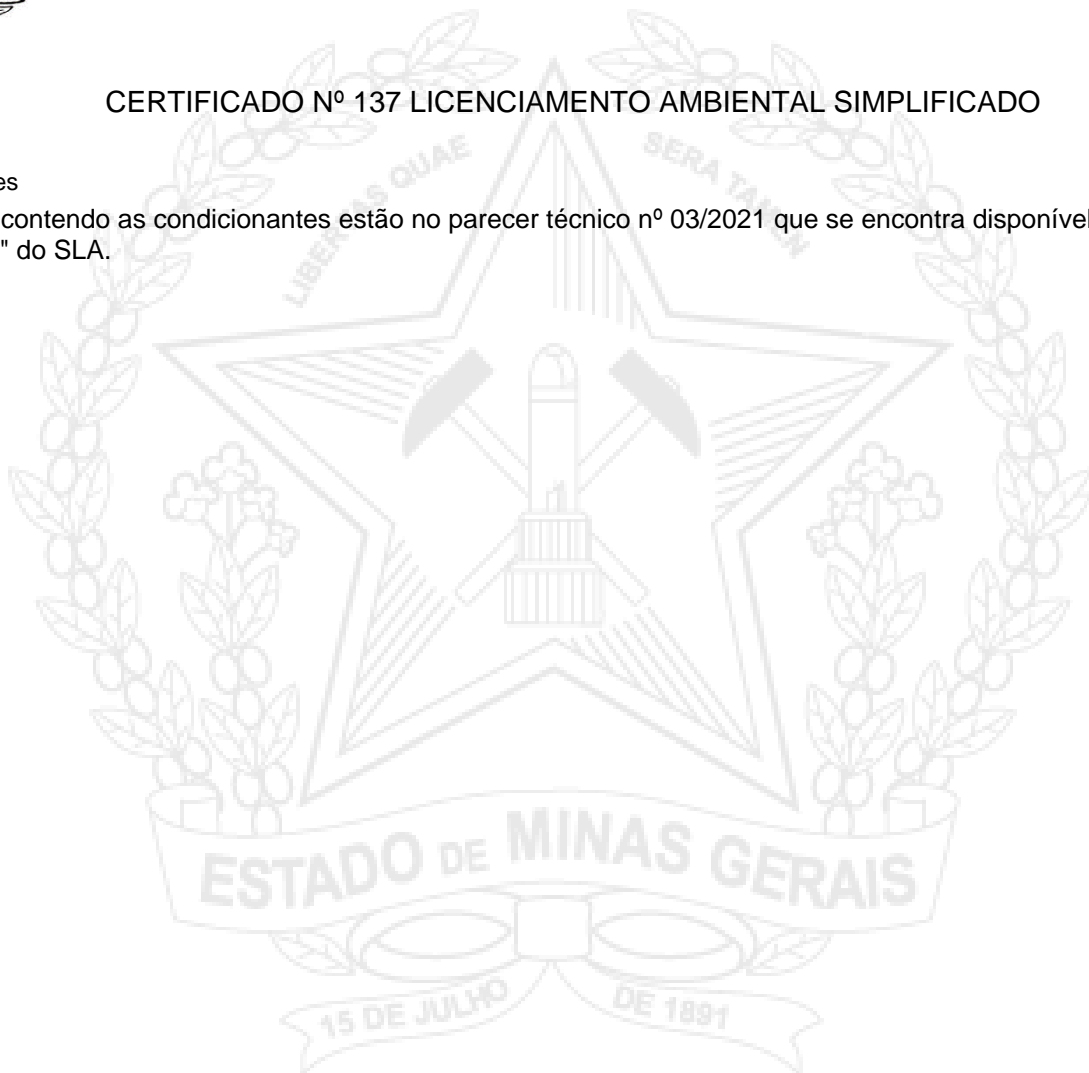 CERTIFICADO Nº 137 LICENCIAMENTO AMBIENTAL SIMPLIFICADO
es
contendo as condicionantes estão no parecer técnico nº 03/2021 que se encontra disponível
" do SLA.
LIBERTAS QUAE SERA TAMEN
ESTADO DE MINAS GERAIS
15 DE JULHO DE 1891